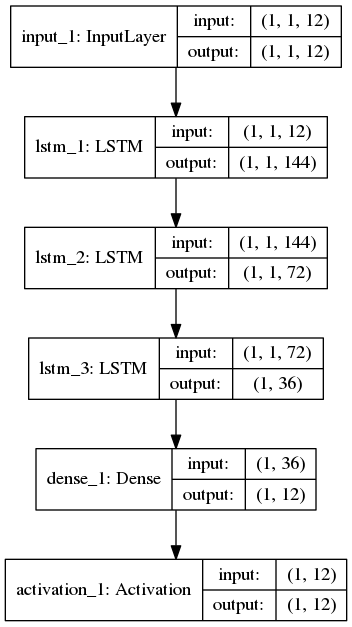 input_1: InputLayer
input: (1, 1, 12)
output: (1, 1, 12)
lstm_1: LSTM
input: (1, 1, 12)
output: (1, 1, 144)
lstm_2: LSTM
input: (1, 1, 144)
output: (1, 1, 72)
lstm_3: LSTM
input: (1, 1, 72)
output: (1, 36)
dense_1: Dense
input: (1, 36)
output: (1, 12)
activation_1: Activation
input: (1, 12)
output: (1, 12)